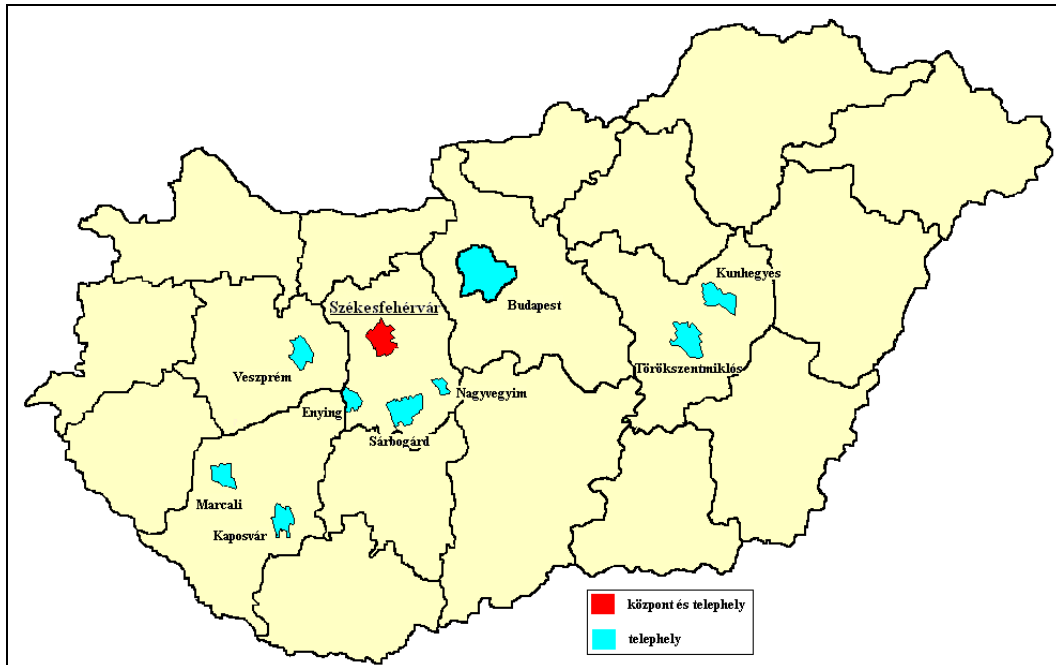 Kunhegyes
Székesfehérvár
Budapest
Törökszentmiklós
Veszprém
Nagyvegyim
Enying
Sárbogárd
Marcali
Kaposvár
központ és telephely
telephely